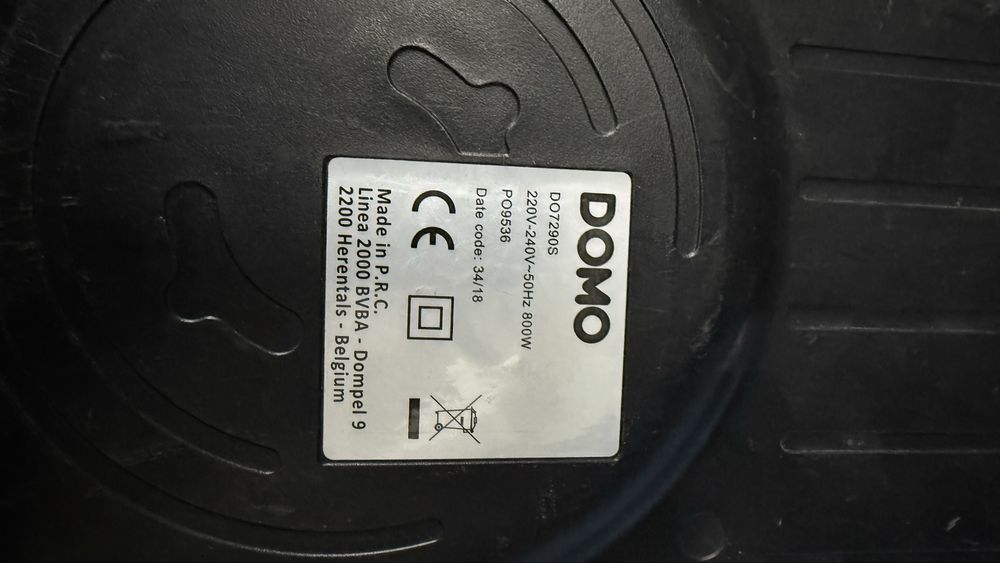 DOMO
DO7290S
220V-240V~50Hz 800W
PO9536
Date code: 34/18
CE
Made in P.R.C.
Linea 2000 BVBA - Dompel 9
2200 Herentals - Belgium